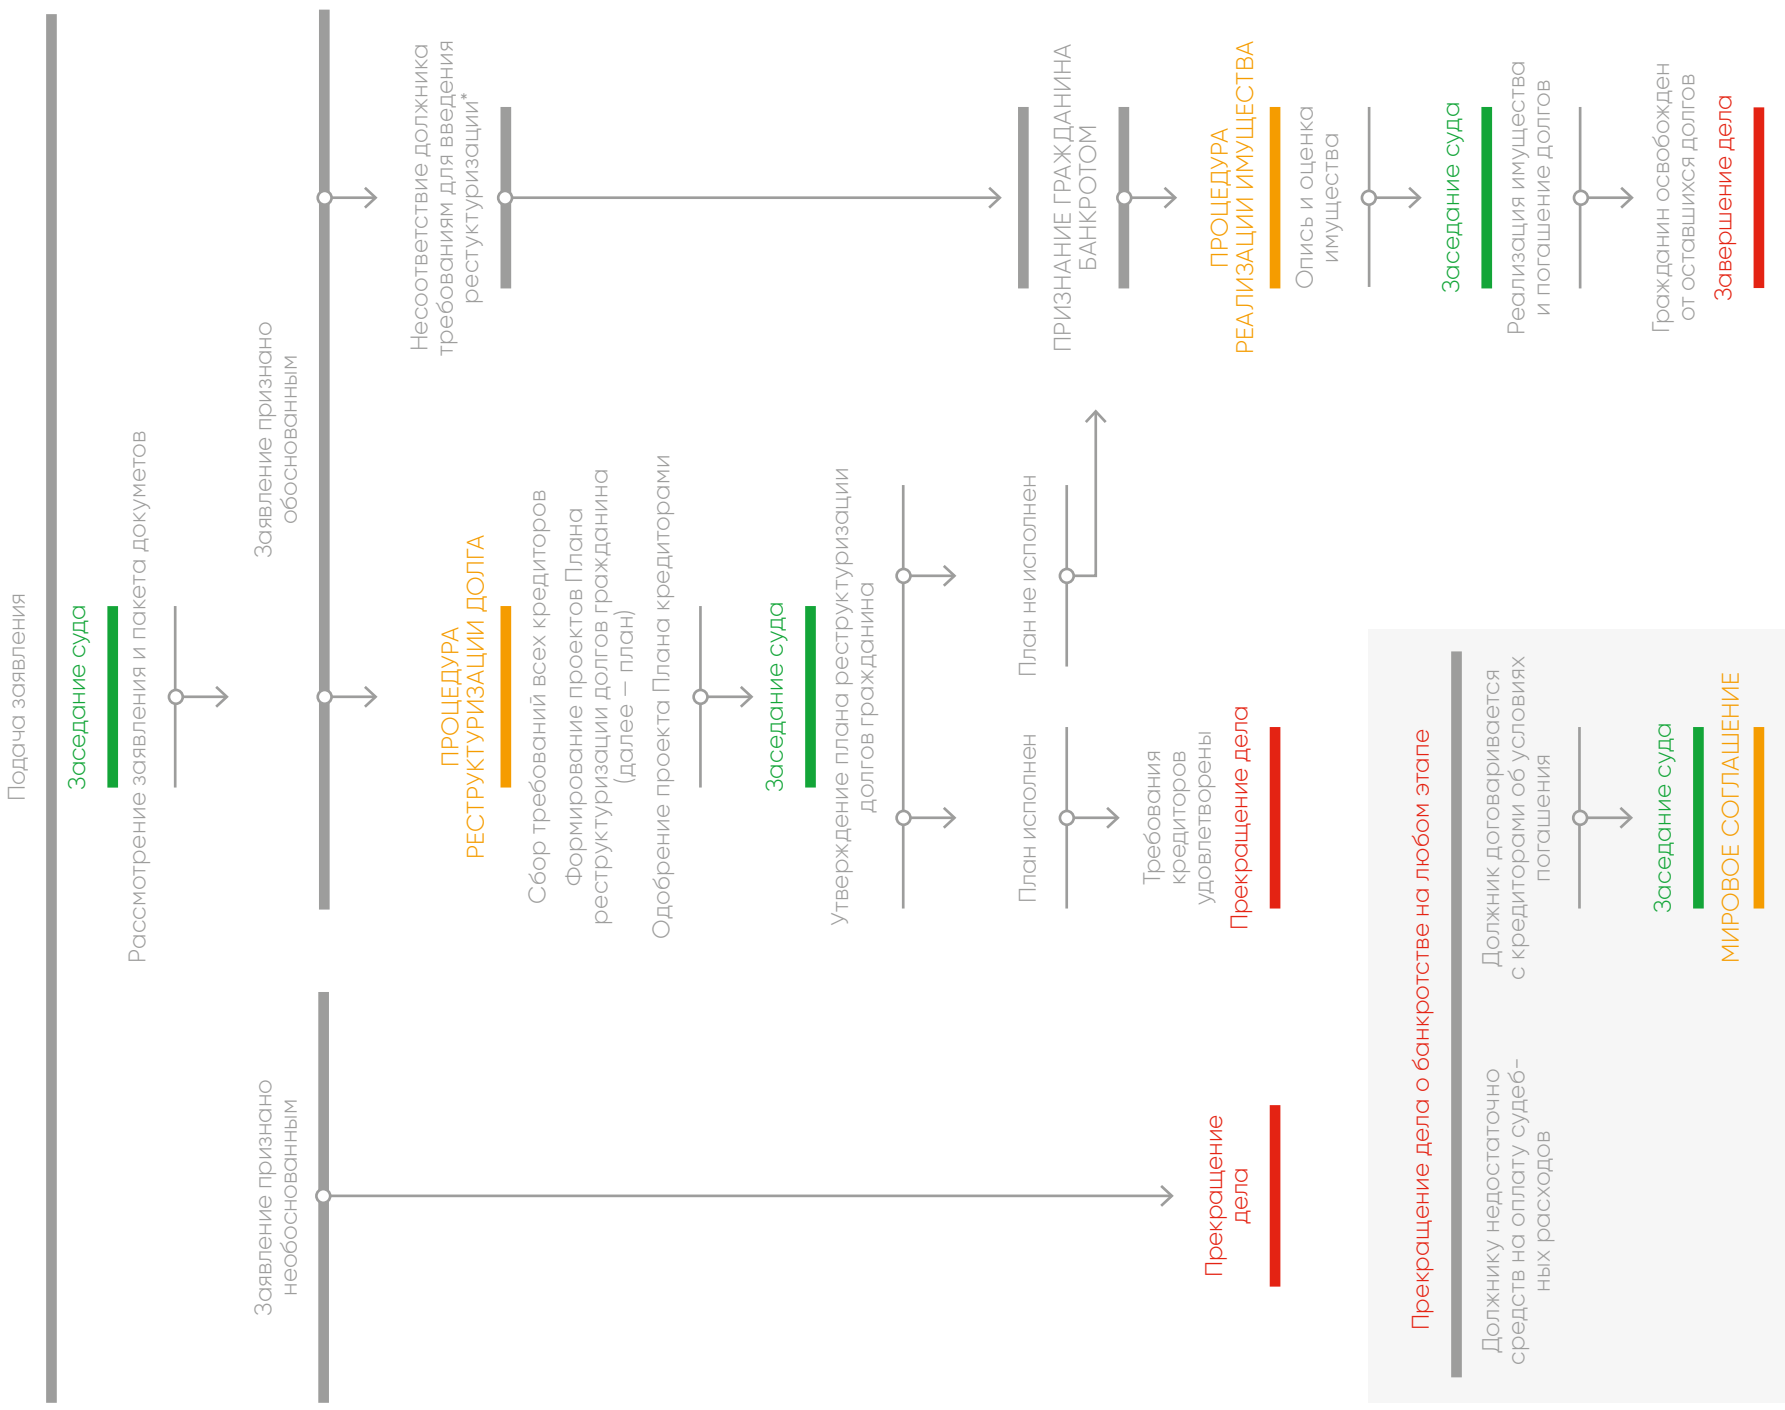 Подача заявления
Заседание суда
Рассмотрение заявления и пакета докуметов
Заявление признано
необоснованным
Прекращение
дела
Заявление признано
обоснованным
ПРОЦЕДУРА
РЕСТРУКТУРИЗАЦИИ ДОЛГА
Сбор требований всех кредиторов
Формирование проектов Плана
реструктуризации долгов гражданина
(далее — план)
Одобрение проекта Плана кредиторами
Заседание суда
Утверждение плана реструктуризации
долгов гражданина
План исполнен
Требования
кредиторов
удовлетворены
Прекращение дела
План не исполнен
Несоответствие должника
требованиям для введения
рестуктуризации*
ПРИЗНАНИЕ ГРАЖДАНИНА
БАНКРОТОМ
ПРОЦЕДУРА
РЕАЛИЗАЦИИ ИМУЩЕСТВА
Опись и оценка
имущества
Заседание суда
Реализация имущества
и погашение долгов
Гражданин освобожден
от оставшихся долгов
Завершение дела
Прекращение дела о банкротстве на любом этапе
Должнику недостаточно
средств на оплату судеб-
ных расходов
Должник договаривается
с кредиторами об условиях
погашения
Заседание суда
МИРОВОЕ СОГЛАШЕНИЕ